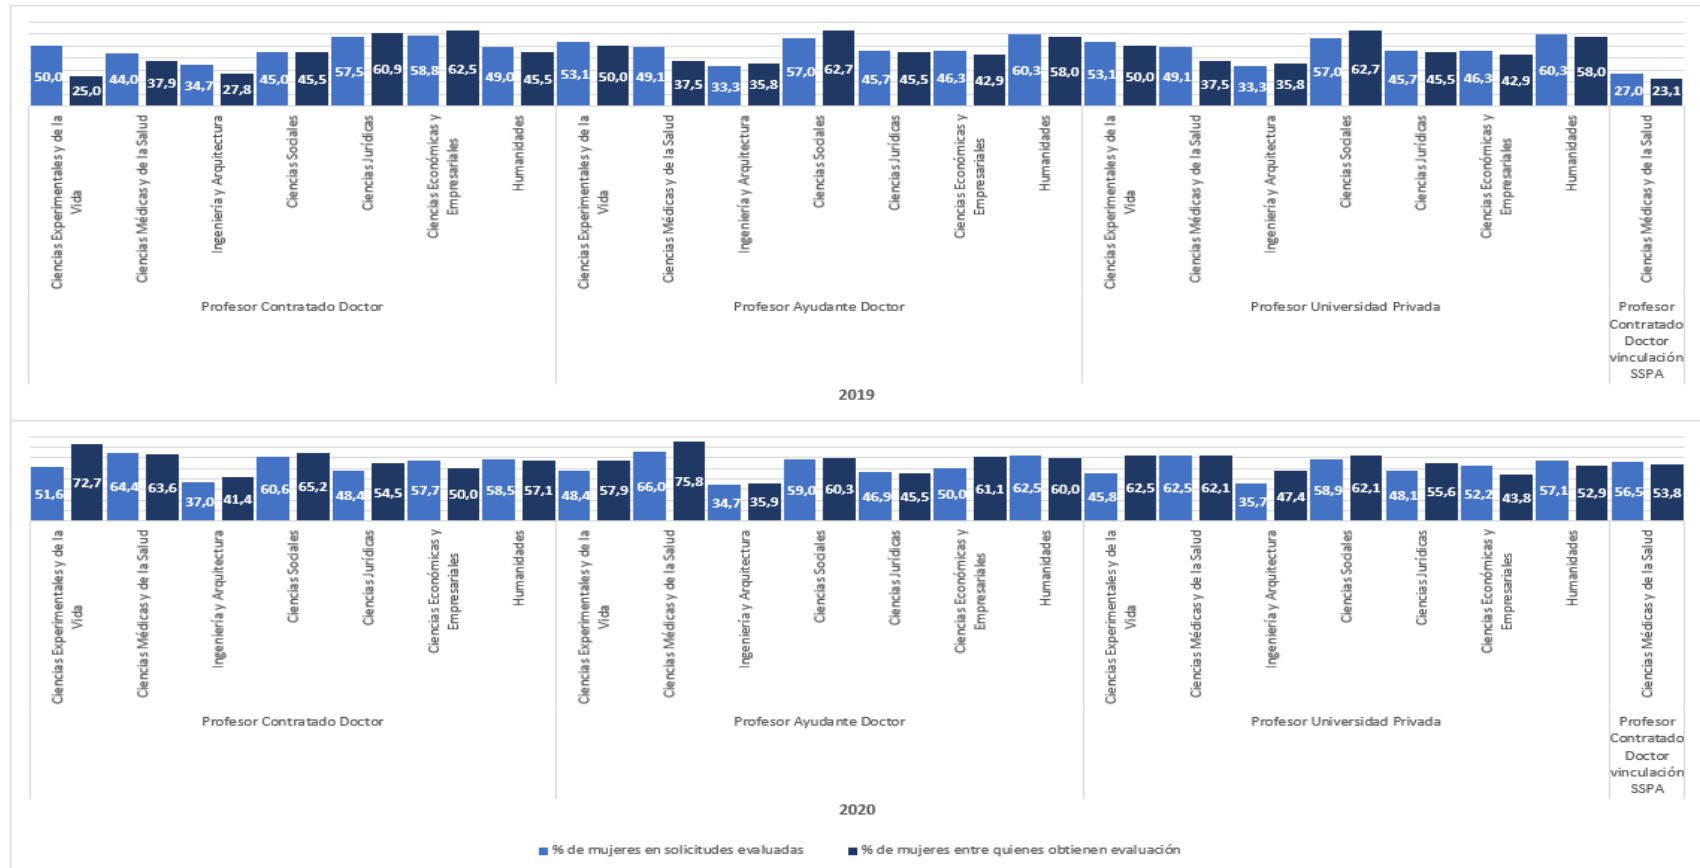 50,0 25,0 44,0 37,9 34,7 27,8 45,0 45,5 57,5 60,9 58,8 62,5 49,0 45,5 53,1 50,0 49,1 37,5 33,3 35,8 57,0 62,7 45,7 45,5 46,3 42,9 60,3 58,0 53,1 50,0 49,1 37,5 33,3 35,8 57,0 62,7 45,7 45,5 46,3 42,9 60,3 58,0 27,0 23,1
Ciencias Experimentales y de la
Vida
Ciencias Médicas y de la Salud
Ingeniería y Arquitectura
Ciencias Sociales
Ciencias Jurídicas
Ciencias Económicas y
Empresariales
Humanidades
Ciencias Experimentales y de la
Vida
Ciencias Médicas y de la Salud
Ingeniería y Arquitectura
Ciencias Sociales
Ciencias Jurídicas
Ciencias Económicas y
Empresariales
Humanidades
Ciencias Experimentales y de la
Vida
Ciencias Médicas y de la Salud
Ingeniería y Arquitectura
Ciencias Sociales
Ciencias Jurídicas
Ciencias Económicas y
Empresariales
Humanidades
Ciencias Médicas y de la Salud
Profesor Contratado Doctor
Profesor Ayudante Doctor
Profesor Universidad Privada
Profesor
Contratado
Doctor
vinculación
SSPA
2019
51,6 72,7 64,4 63,6 37,0 41,4 60,6 65,2 48,4 54,5 57,7 50,0 58,5 57,1 48,4 57,9 66,0 75,8 34,7 35,9 59,0 60,3 46,9 45,5 50,0 61,1 62,5 60,0 45,8 62,5 62,5 62,1 35,7 47,4 58,9 62,1 48,1 55,6 52,2 43,8 57,1 52,9 56,5 53,8
Ciencias Experimentales y de la
Vida
Ciencias Médicas y de la Salud
Ingeniería y Arquitectura
Ciencias Sociales
Ciencias Jurídicas
Ciencias Económicas y
Empresariales
Humanidades
Ciencias Experimentales y de la
Vida
Ciencias Médicas y de la Salud
Ingeniería y Arquitectura
Ciencias Sociales
Ciencias Jurídicas
Ciencias Económicas y
Empresariales
Humanidades
Ciencias Experimentales y de la
Vida
Ciencias Médicas y de la Salud
Ingeniería y Arquitectura
Ciencias Sociales
Ciencias Jurídicas
Ciencias Económicas y
Empresariales
Humanidades
Ciencias Médicas y de la Salud
Profesor Contratado Doctor
Profesor Ayudante Doctor
Profesor Universidad Privada
Profesor
Contratado
Doctor
vinculación
SSPA
2020
% de mujeres en solicitudes evaluadas
% de mujeres entre quienes obtienen evaluación